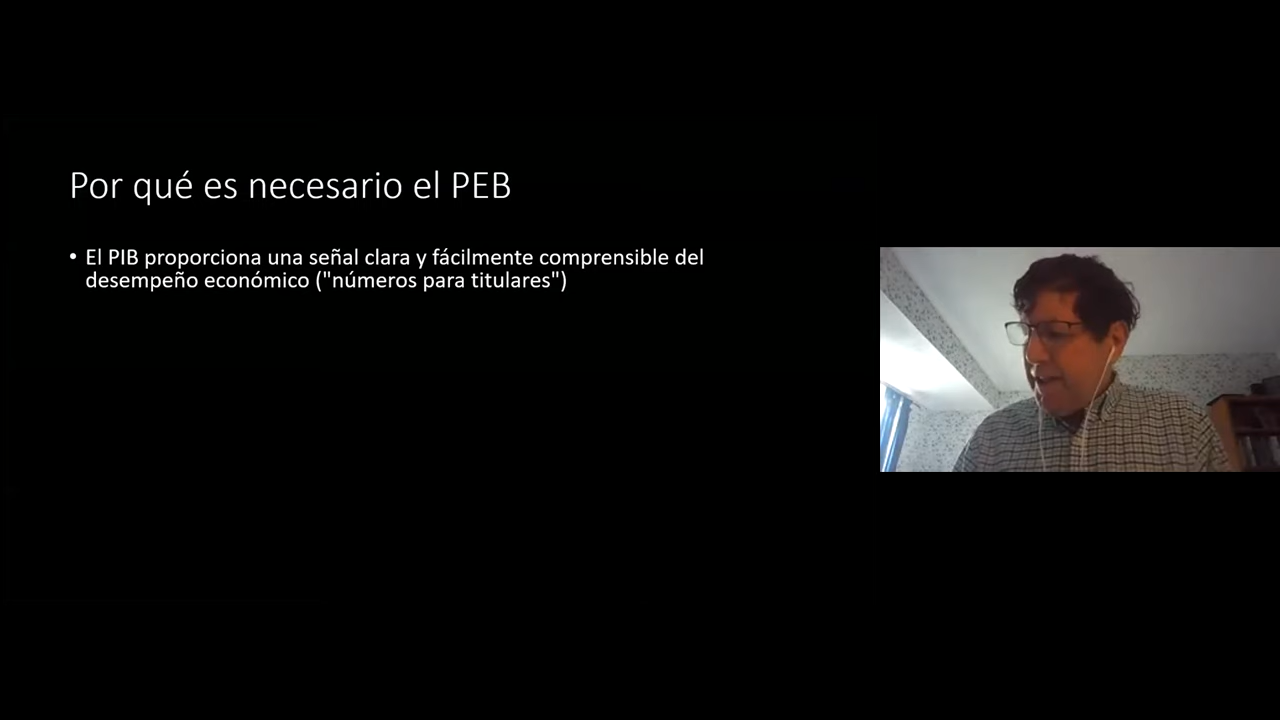 Por qué es necesario el PEB
• El PIB proporciona una señal clara y fácilmente comprensible del
desempeño económico ("números para titulares")